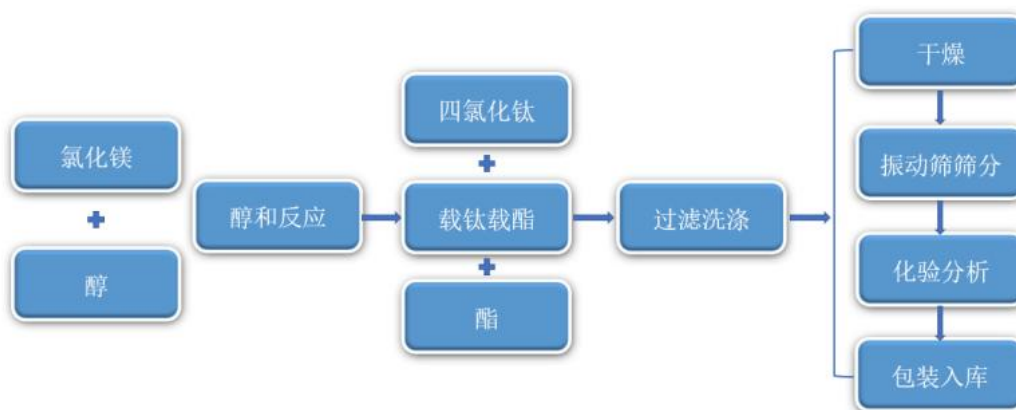 氯化镁
+
醇
醇和反应
四氯化钛
+
载钛载酯
+
酯
过滤洗涤
干燥
振动筛筛分
化验分析
包装入库